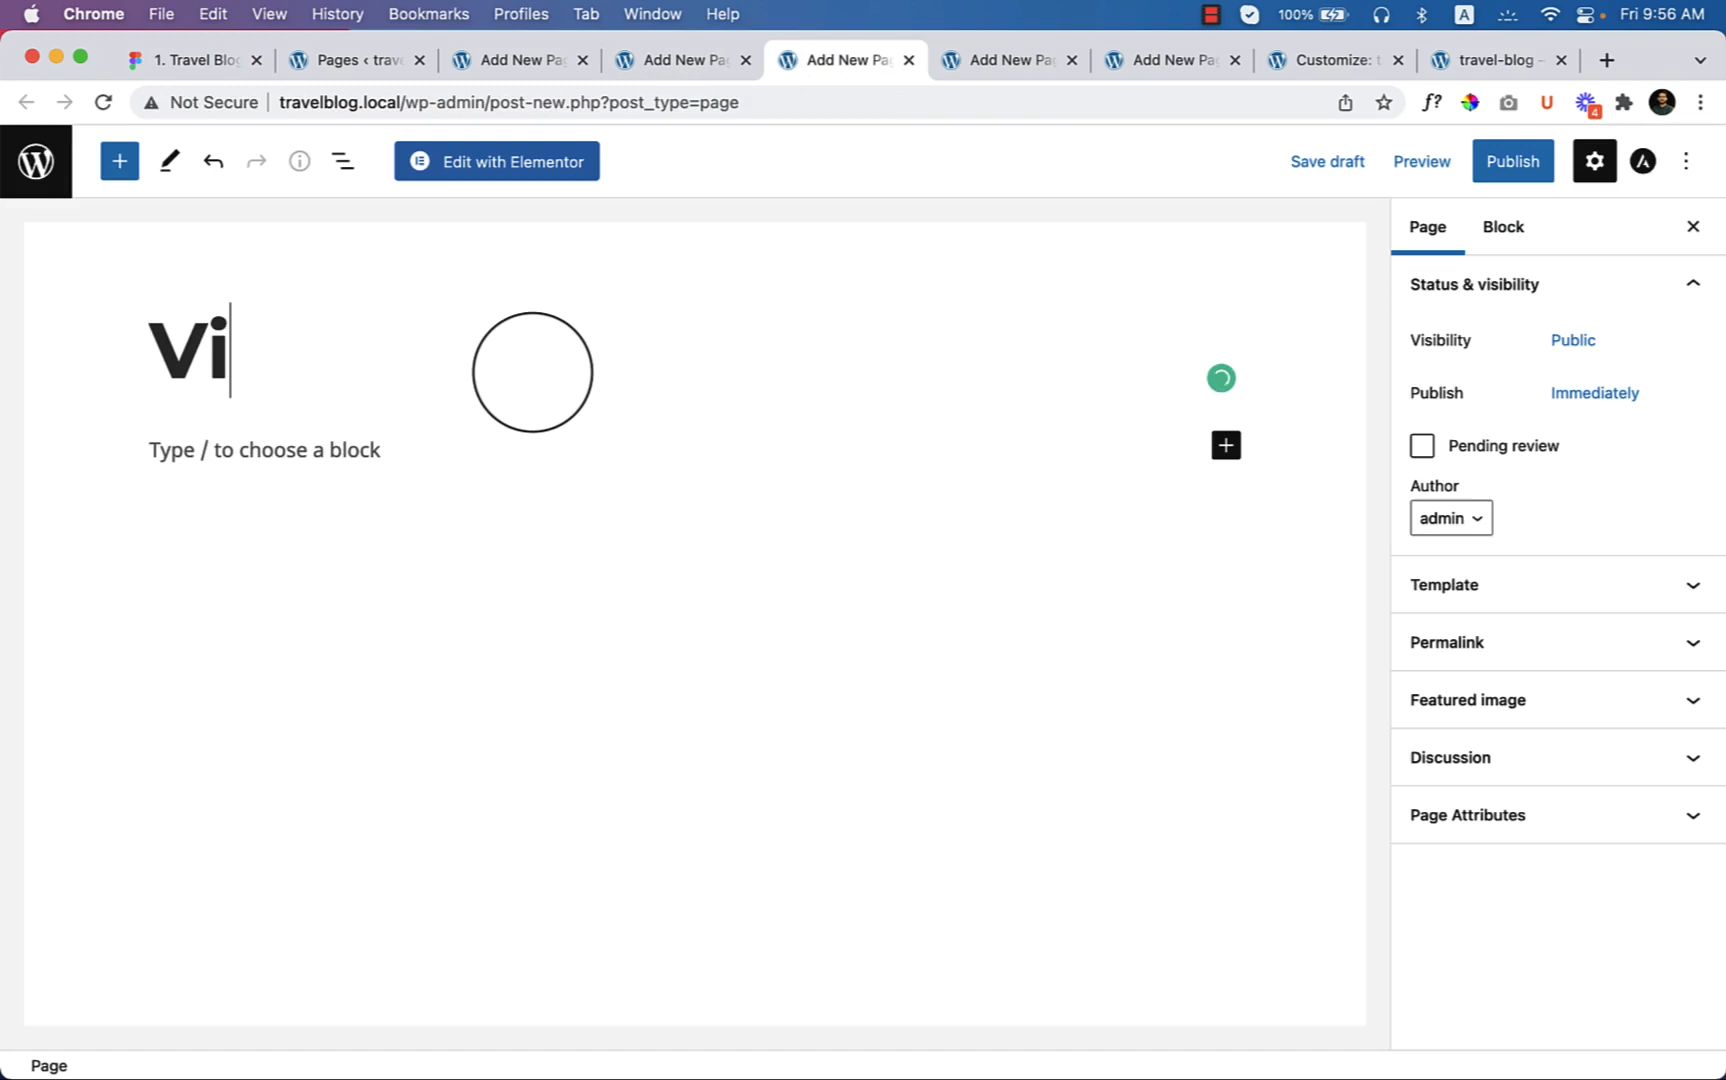 Chrome File Edit View History Bookmarks Profiles Tab Window Help 100% A Fri 9:56 AM
1. Travel Blog Pages ‹ trave Add New Pa Add New Pa Add New Pa Add New Pa Add New Pa Customize: t travel-blog –
Not Secure travelblog.local/wp-admin/post-new.php?post_type=page f? U 4
Edit with Elementor Save draft Preview Publish
Page Block
Status & visibility
Vi
Visibility Public
Publish Immediately
Type / to choose a block
Pending review
Author
admin
Template
Permalink
Featured image
Discussion
Page Attributes
Page